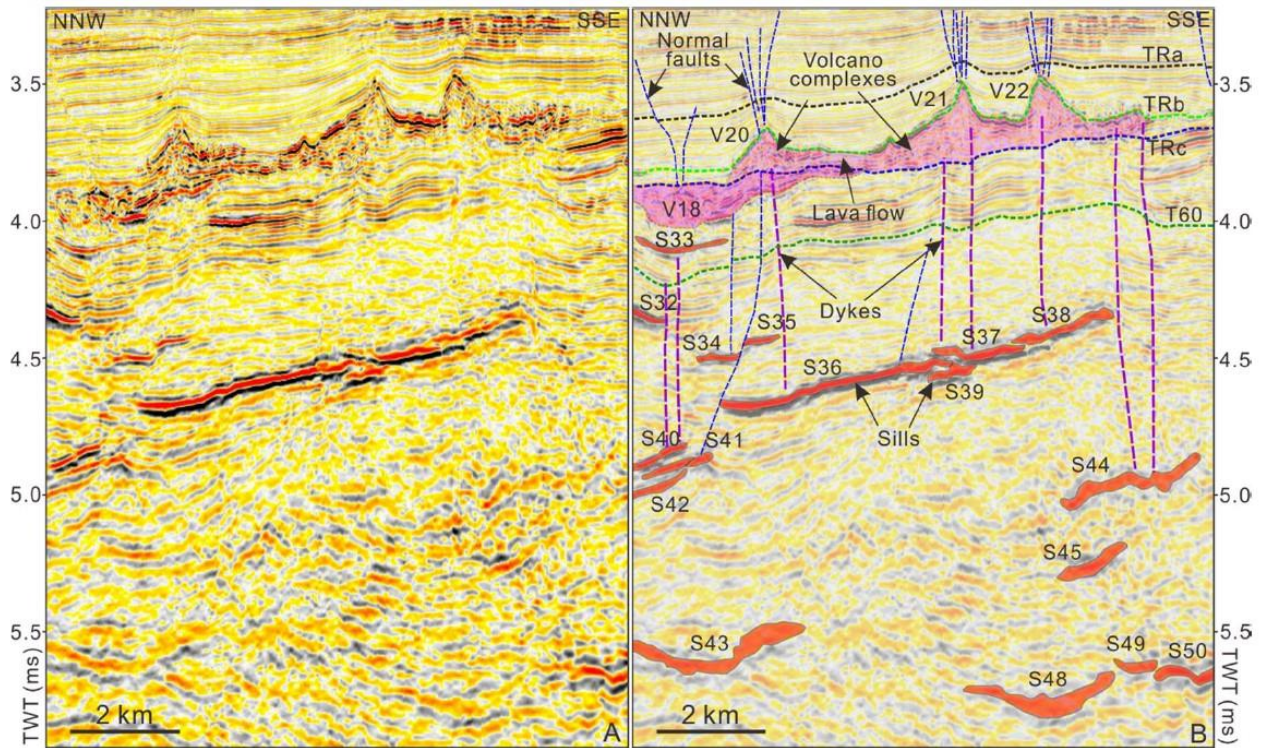 NNW
SSE
3.5
4.0
4.5
5.0
5.5
TWT (ms)
2 km
A
NNW
SSE
Normal
faults
Volcano
complexes
TRa
V21
V22
3.5
TRb
V20
TRc
V18
Lava flow
T60
4.0
S33
S32
Dykes
S35
S38
S34
S37
4.5
S36
S39
S40
S41
Sills
S44
S42
5.0
S45
S43
5.5
S49
S50
S48
2 km
B
TWT (ms)